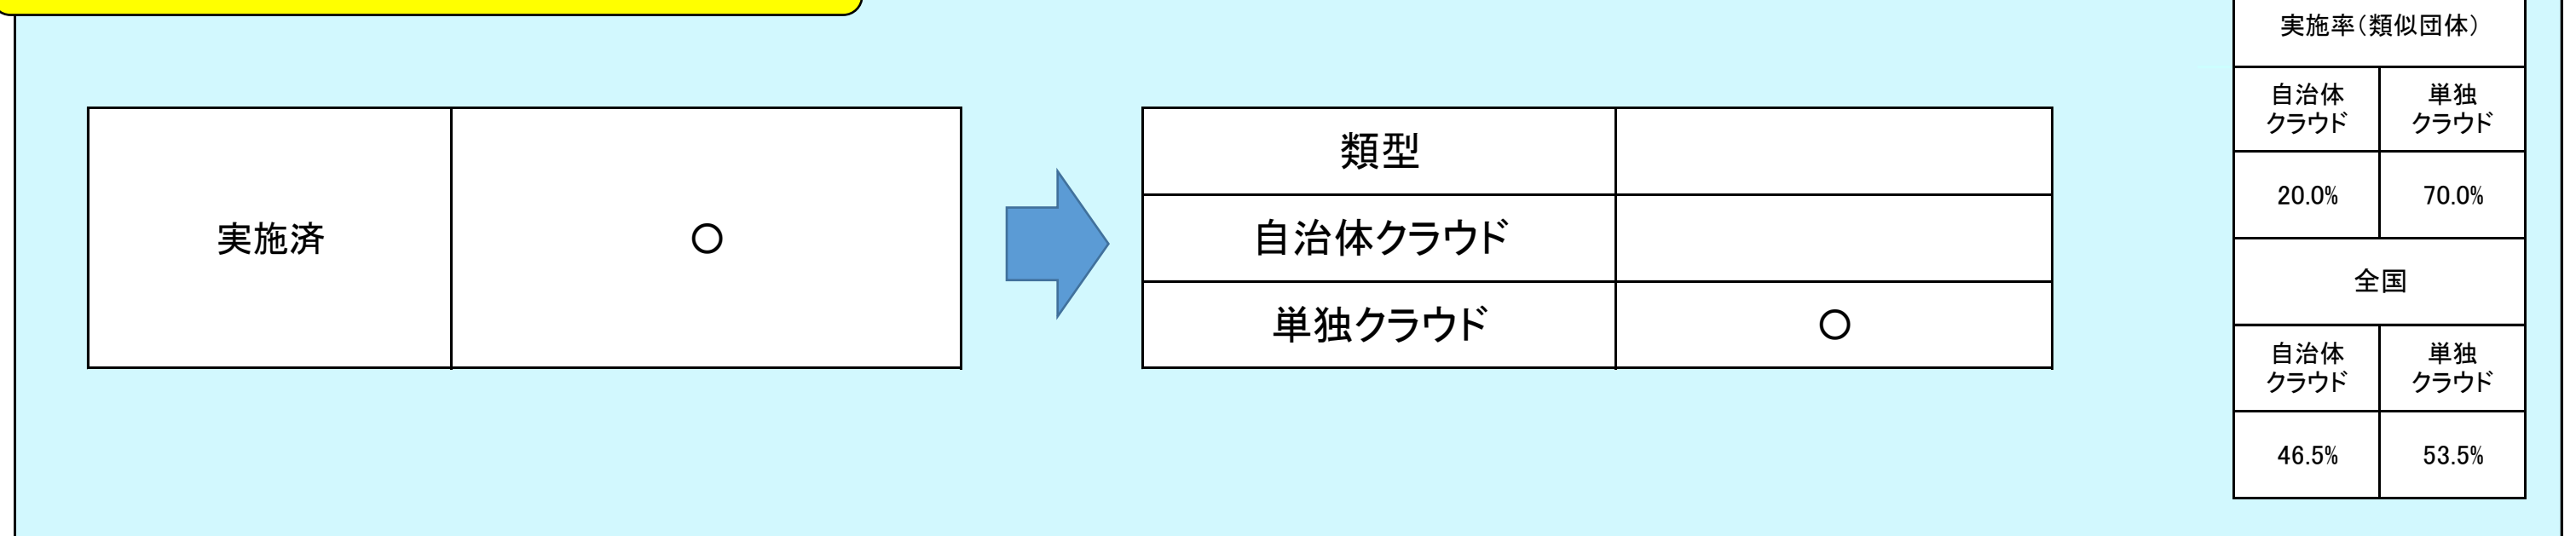 実施済
○
類型
自治体クラウド
単独クラウド
○
実施率(類似団体)
自治体
クラウド
単独
クラウド
20.0%
70.0%
全国
自治体
クラウド
単独
クラウド
46.5%
53.5%